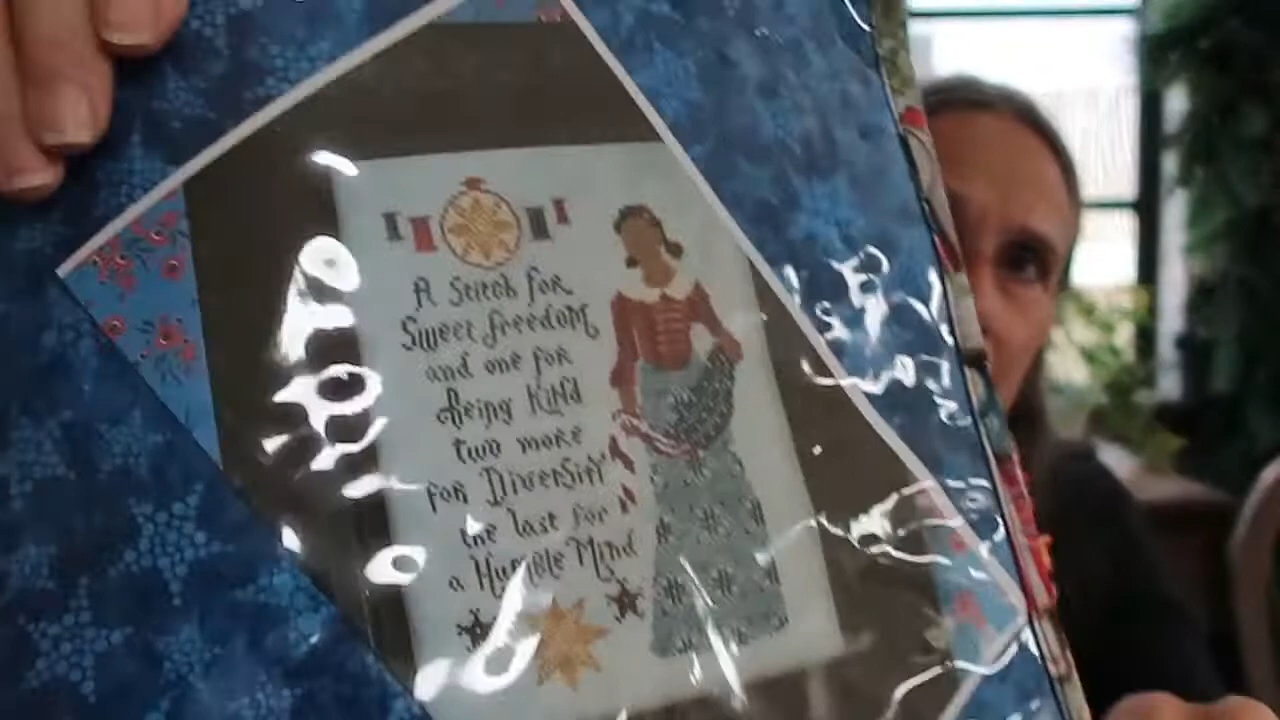 A Stitch for
Sweet freedom
and one for
Being Kind
two more
for Diversity
the last for
a Humble Mind